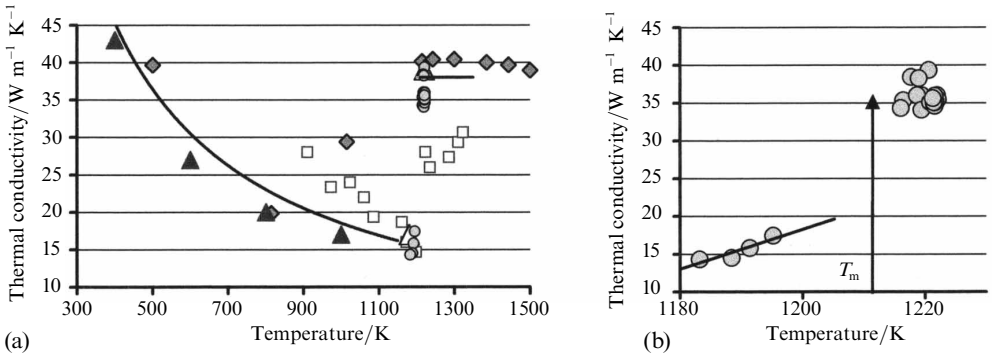 Thermal conductivity/W m⁻¹ K⁻¹
45
40
35
30
25
20
15
10
300 500 700 900 1100 1300 1500
Temperature/K
(a)
Thermal conductivity/W m⁻¹ K⁻¹
45
40
35
30
25
20
15
10
Tₘ
1180 1200 1220
Temperature/K
(b)